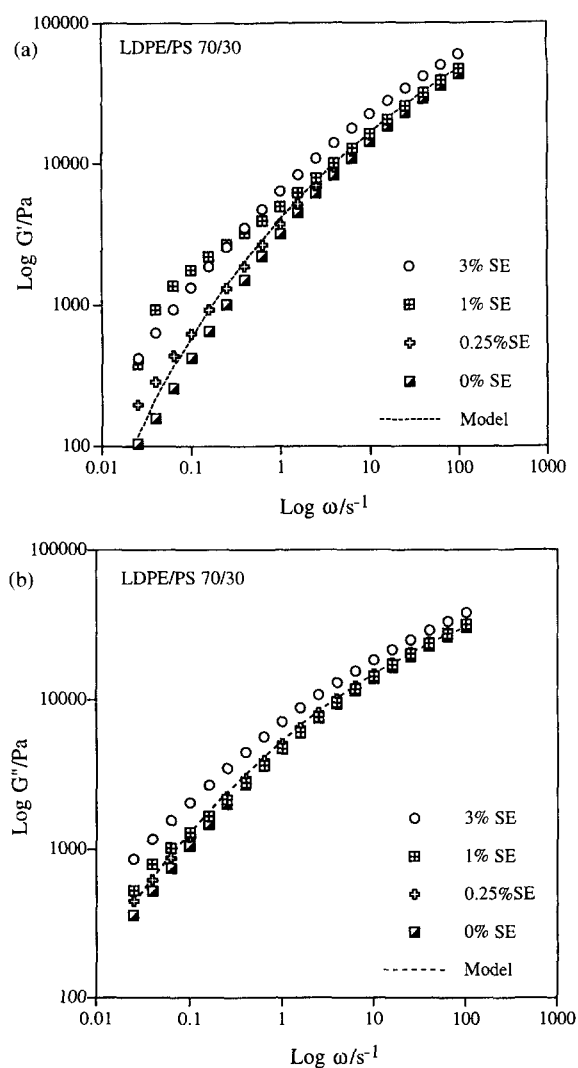 (a)
LDPE/PS 70/30
100000
10000
1000
100
Log G'/Pa
3% SE
1% SE
0.25%SE
0% SE
Model
0.01
0.1
1
10
100
1000
Log ω/s⁻¹
(b)
LDPE/PS 70/30
100000
10000
1000
100
Log G''/Pa
3% SE
1% SE
0.25%SE
0% SE
Model
0.01
0.1
1
10
100
1000
Log ω/s⁻¹